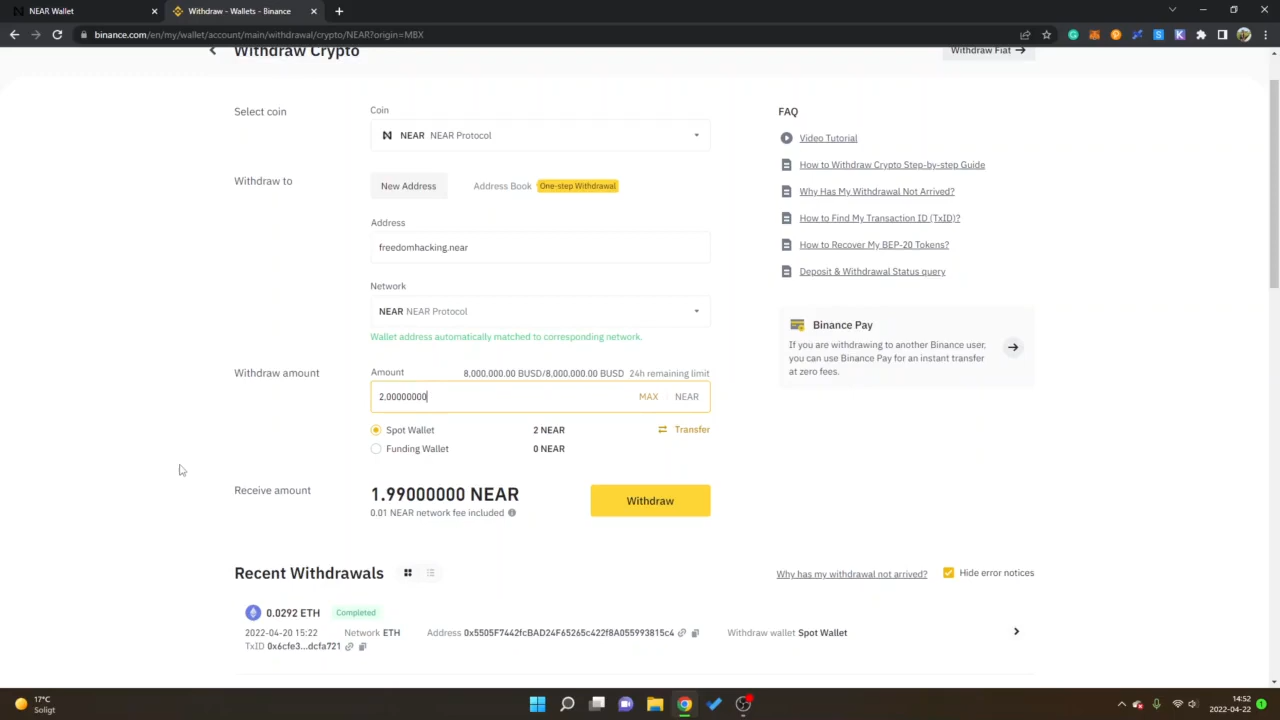 NEAR Wallet
Wallets - Wallets - Binance
binance.com/en/my/wallet/account/main/withdrawal/crypto/NEAR?origin=MBX
Withdraw Crypto
Withdraw Fiat
Select coin
Coin
NEAR NEAR Protocol
Withdraw to
New Address
Address Book
One-step Withdrawal
Address
freedomhacking.near
Network
NEAR NEAR Protocol
Wallet address automatically matched to corresponding network.
Withdraw amount
Amount
8,000,000.00 BUSD/8,000,000.00 BUSD 24h remaining limit
2.00000000
MAX
NEAR
Spot Wallet
2 NEAR
Transfer
Funding Wallet
0 NEAR
Receive amount
1.99000000 NEAR
0.01 NEAR network fee included
Withdraw
FAQ
Video Tutorial
How to Withdraw Crypto Step-by-step Guide
Why Has My Withdrawal Not Arrived?
How to Find My Transaction ID (TxID)?
How to Recover My BEP-20 Tokens?
Deposit & Withdrawal Status query
Binance Pay
If you are withdrawing to another Binance user,
you can use Binance Pay for an instant transfer
at zero fees.
Recent Withdrawals
Why has my withdrawal not arrived?
Hide error notices
0.0292 ETH
Completed
2022-04-20 15:22
Network ETH
Address 0x5505F7442fcBAD24F65265c422f8A055993815c4
Withdraw wallet Spot Wallet
TxID 0x6cfe3...dcfa721
17°C
Soligt
14:52
2022-04-22